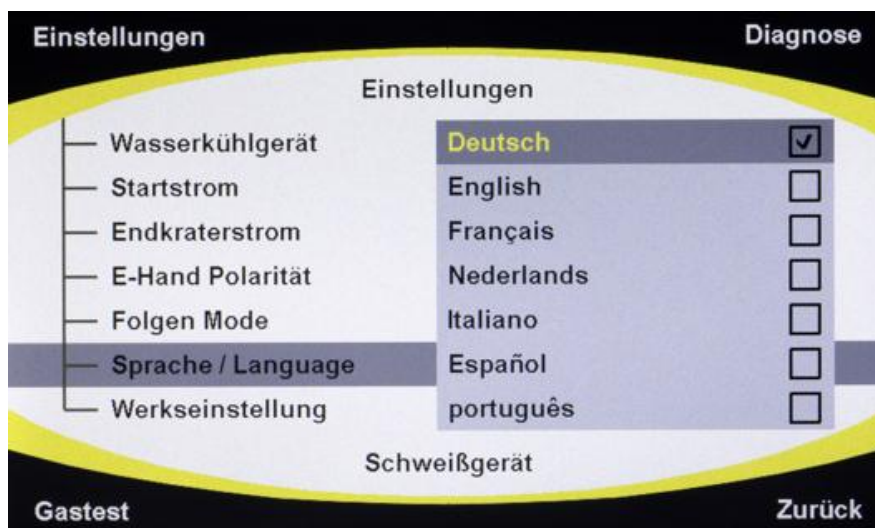 Einstellungen Diagnose
Einstellungen
Wasserkühlgerät Deutsch
Startstrom English
Endkraterstrom Français
E-Hand Polarität Nederlands
Folgen Mode Italiano
Sprache / Language Español
Werkseinstellung português
Schweißgerät
Gastest Zurück